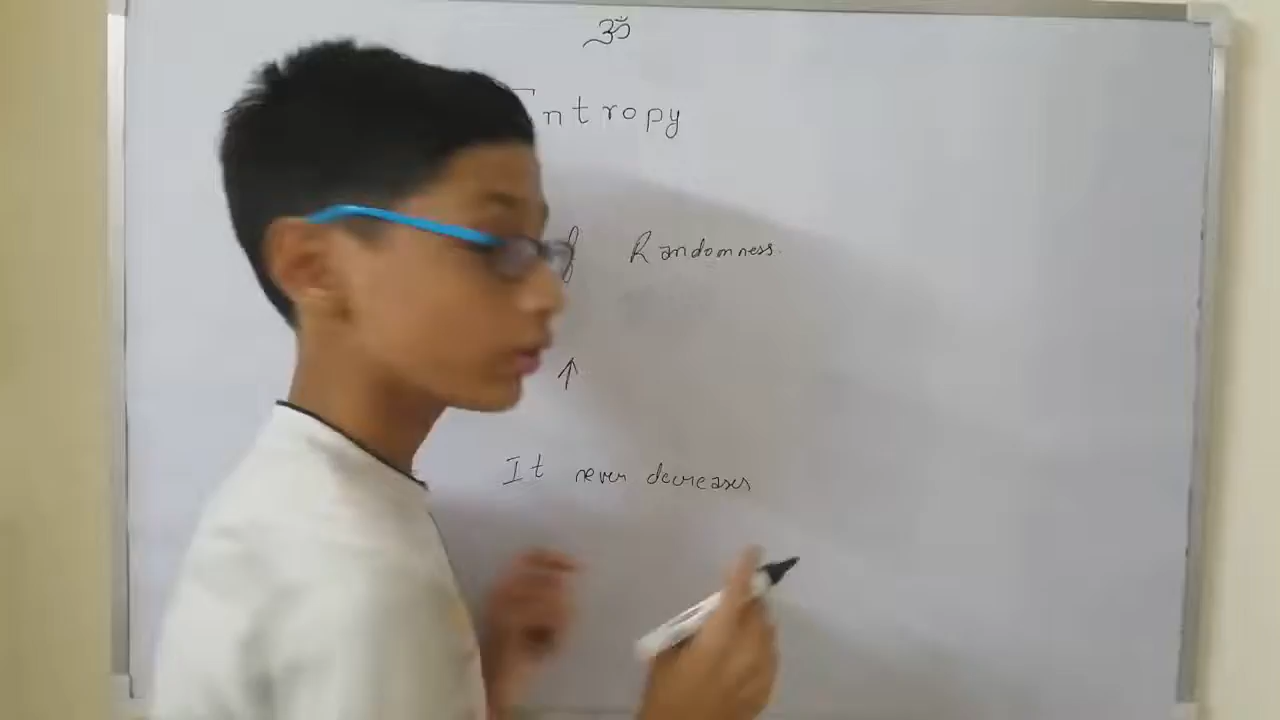 ॐ
Entropy
of Randomness.
↑
It never decreases